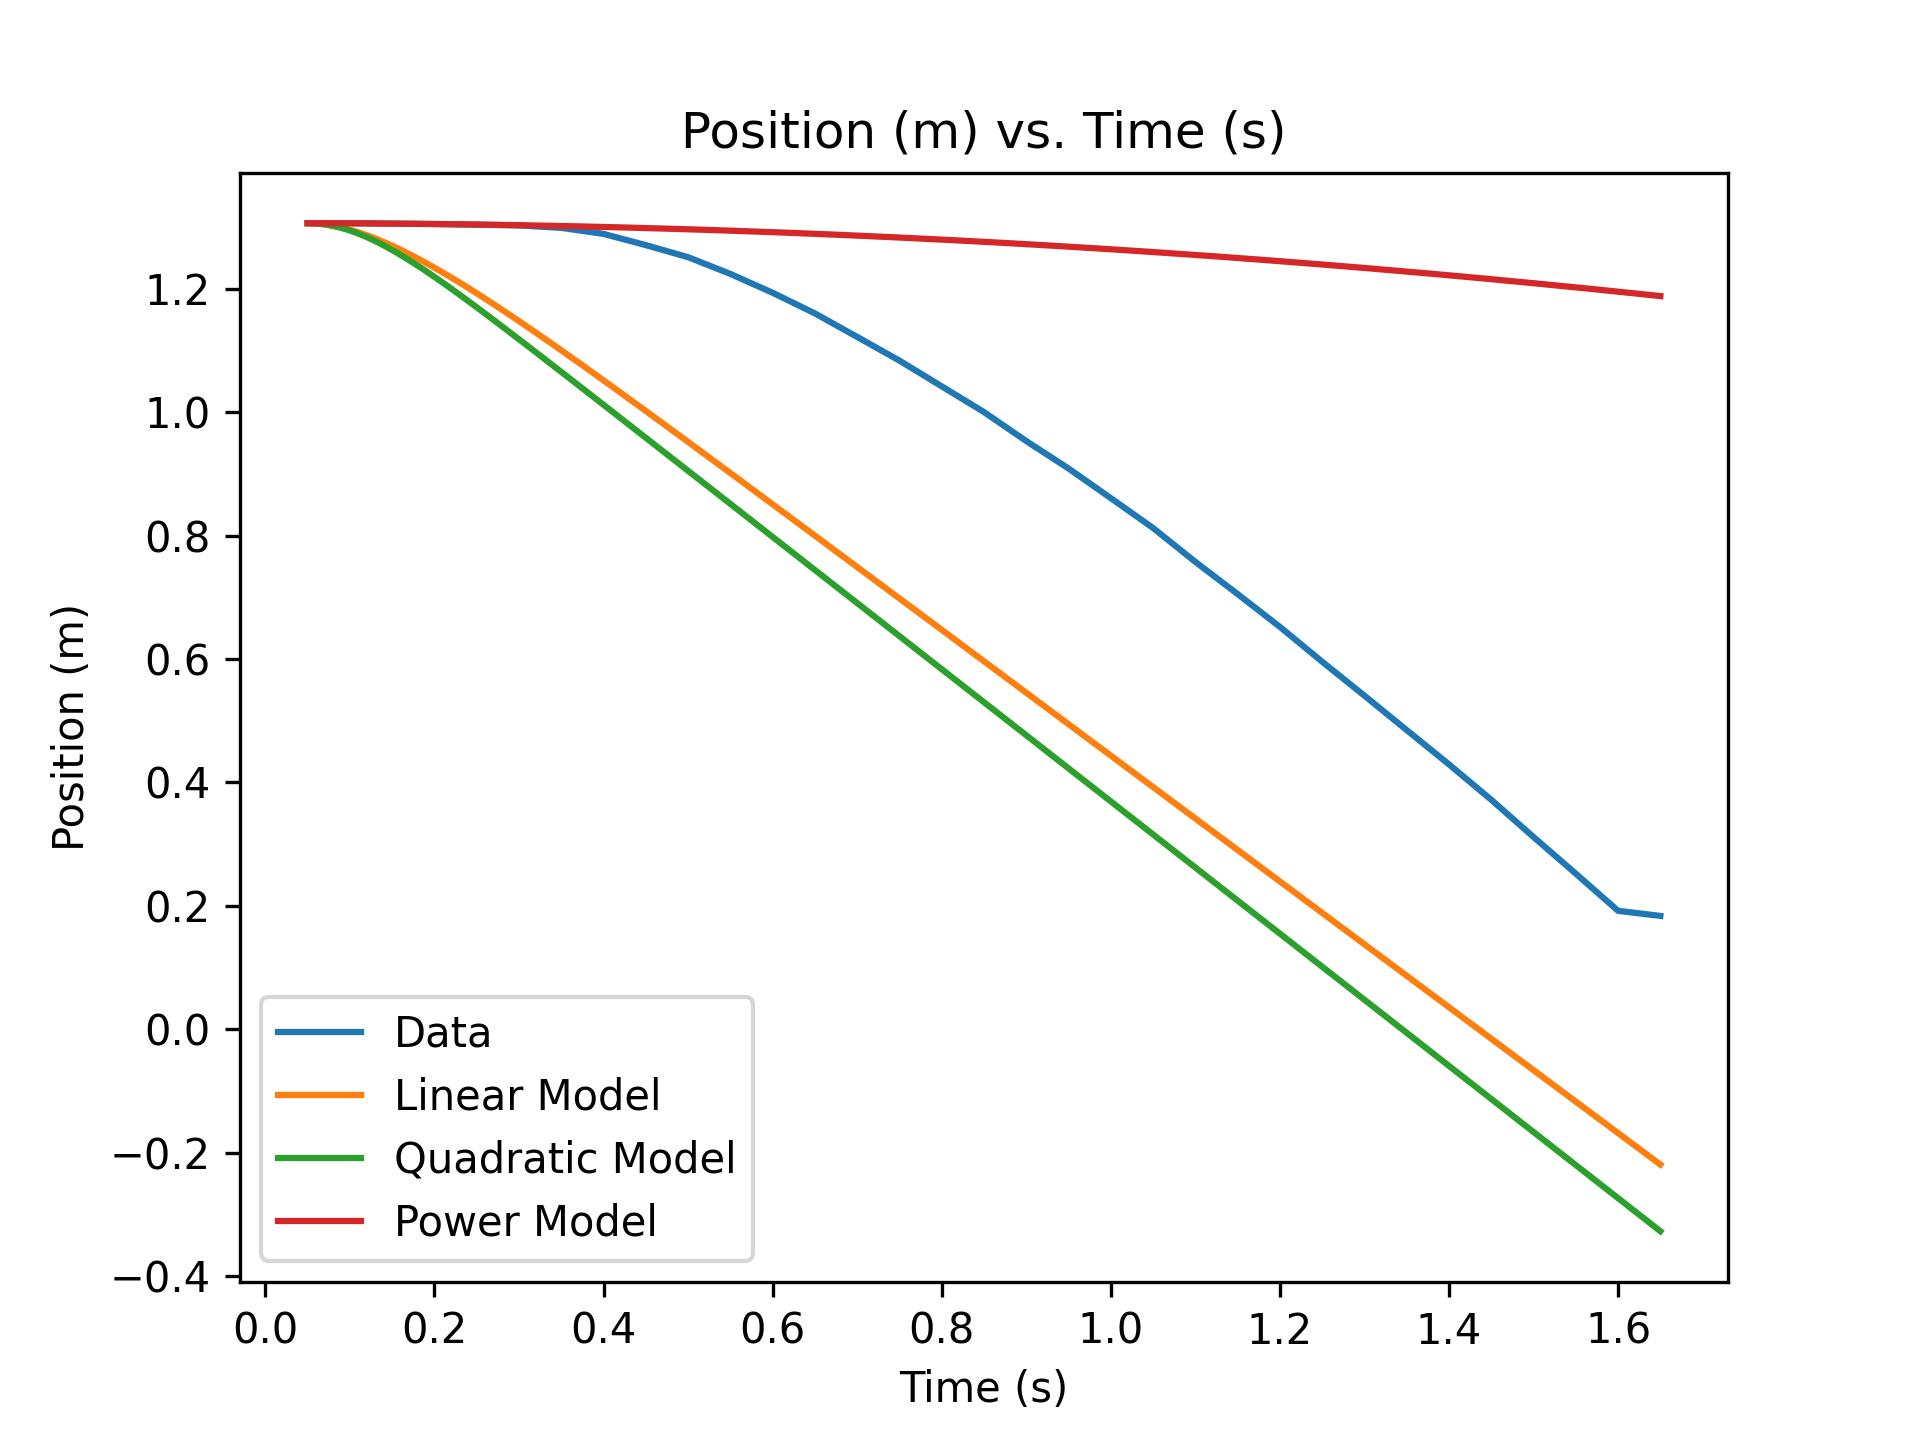 Position (m) vs. Time (s)
Position (m)
1.2
1.0
0.8
0.6
0.4
0.2
0.0
−0.2
−0.4
Data
Linear Model
Quadratic Model
Power Model
0.0 0.2 0.4 0.6 0.8 1.0 1.2 1.4 1.6
Time (s)